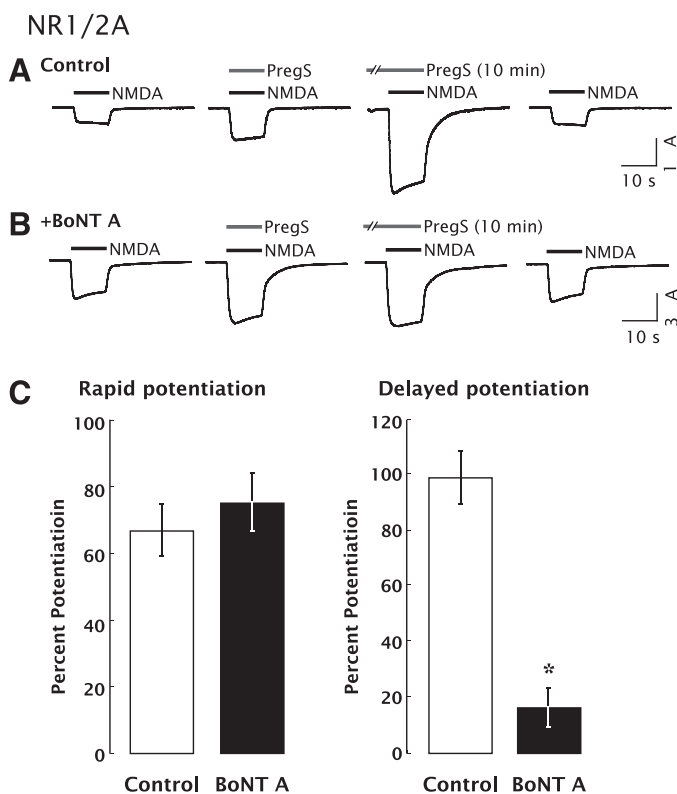 NR1/2A
A Control
PregS
PregS (10 min)
NMDA
NMDA
NMDA
NMDA
1 A
10 s
B +BoNT A
PregS
PregS (10 min)
NMDA
NMDA
NMDA
NMDA
3 A
10 s
C Rapid potentiation
Delayed potentiation
Percent Potentiatioin
100
80
60
40
20
0
Control
BoNT A
Percent Potentiatioin
120
100
80
60
40
20
0
*
Control
BoNT A